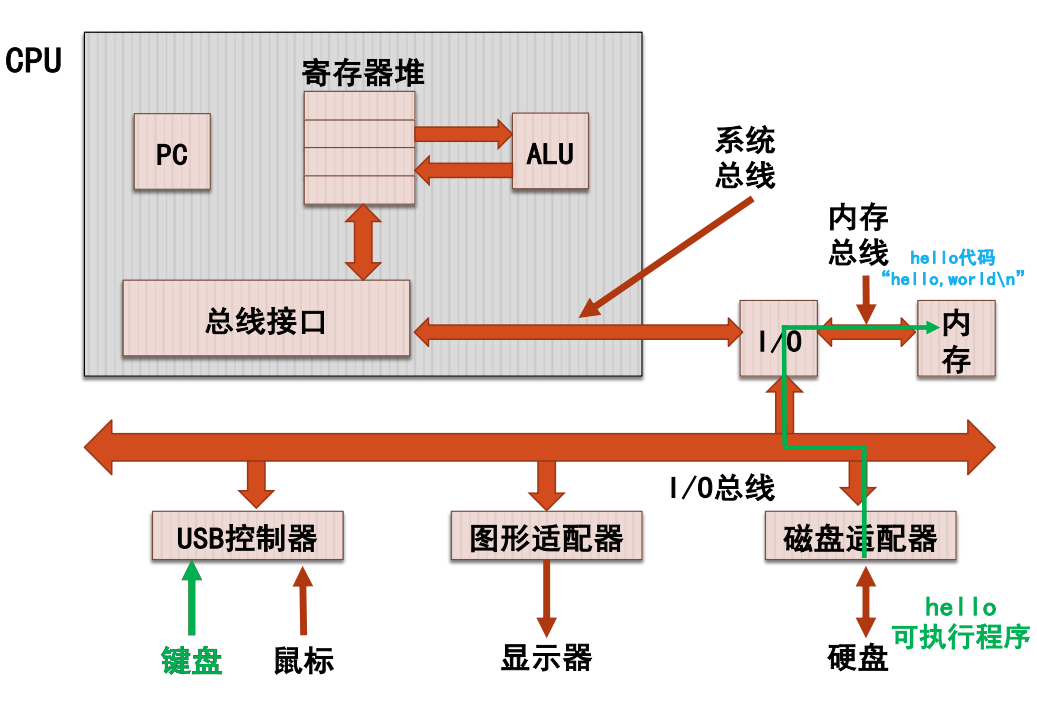 CPU
寄存器堆
PC
ALU
系统
总线
内存
总线
hello代码
“hello,world\n”
总线接口
I/O
内
存
I/O总线
USB控制器
图形适配器
磁盘适配器
键盘
鼠标
显示器
硬盘
hello
可执行程序